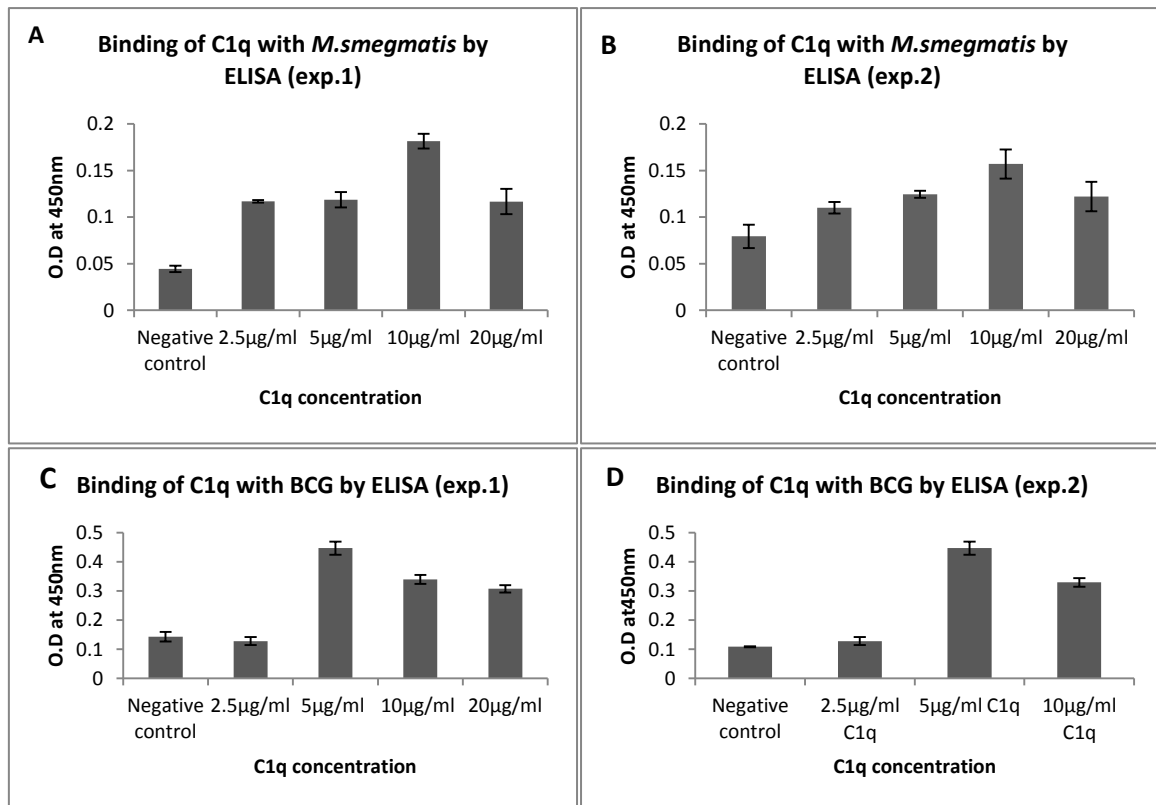 A
Binding of C1q with M.smegmatis by
ELISA (exp.1)
O.D at 450nm
0.2
0.15
0.1
0.05
0
Negative control
2.5µg/ml
5µg/ml
10µg/ml
20µg/ml
C1q concentration
B
Binding of C1q with M.smegmatis by
ELISA (exp.2)
O.D at 450nm
0.2
0.15
0.1
0.05
0
Negative control
2.5µg/ml
5µg/ml
10µg/ml
20µg/ml
C1q concentration
C
Binding of C1q with BCG by ELISA (exp.1)
O.D at 450nm
0.5
0.4
0.3
0.2
0.1
0
Negative control
2.5µg/ml
5µg/ml
10µg/ml
20µg/ml
C1q concentration
D
Binding of C1q with BCG by ELISA (exp.2)
O.D at450nm
0.5
0.4
0.3
0.2
0.1
0
Negative control
2.5µg/ml C1q
5µg/ml C1q
10µg/ml C1q
C1q concentration